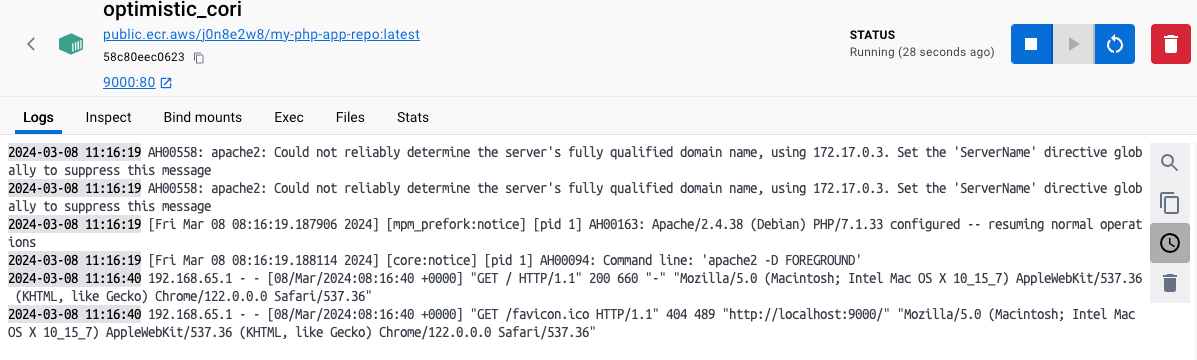 optimistic_cori
public.ecr.aws/j0n8e2w8/my-php-app-repo:latest
58c80eec0623
9000:80
STATUS
Running (28 seconds ago)
Logs Inspect Bind mounts Exec Files Stats
2024-03-08 11:16:19 AH00558: apache2: Could not reliably determine the server's fully qualified domain name, using 172.17.0.3. Set the 'ServerName' directive glob
ally to suppress this message
2024-03-08 11:16:19 AH00558: apache2: Could not reliably determine the server's fully qualified domain name, using 172.17.0.3. Set the 'ServerName' directive glob
ally to suppress this message
2024-03-08 11:16:19 [Fri Mar 08 08:16:19.187906 2024] [mpm_prefork:notice] [pid 1] AH00163: Apache/2.4.38 (Debian) PHP/7.1.33 configured -- resuming normal operat
ions
2024-03-08 11:16:19 [Fri Mar 08 08:16:19.188114 2024] [core:notice] [pid 1] AH00094: Command line: 'apache2 -D FOREGROUND'
2024-03-08 11:16:40 192.168.65.1 - - [08/Mar/2024:08:16:40 +0000] "GET / HTTP/1.1" 200 660 "-" "Mozilla/5.0 (Macintosh; Intel Mac OS X 10_15_7) AppleWebKit/537.36
(KHTML, like Gecko) Chrome/122.0.0.0 Safari/537.36"
2024-03-08 11:16:40 192.168.65.1 - - [08/Mar/2024:08:16:40 +0000] "GET /favicon.ico HTTP/1.1" 404 489 "http://localhost:9000/" "Mozilla/5.0 (Macintosh; Intel Mac
OS X 10_15_7) AppleWebKit/537.36 (KHTML, like Gecko) Chrome/122.0.0.0 Safari/537.36"